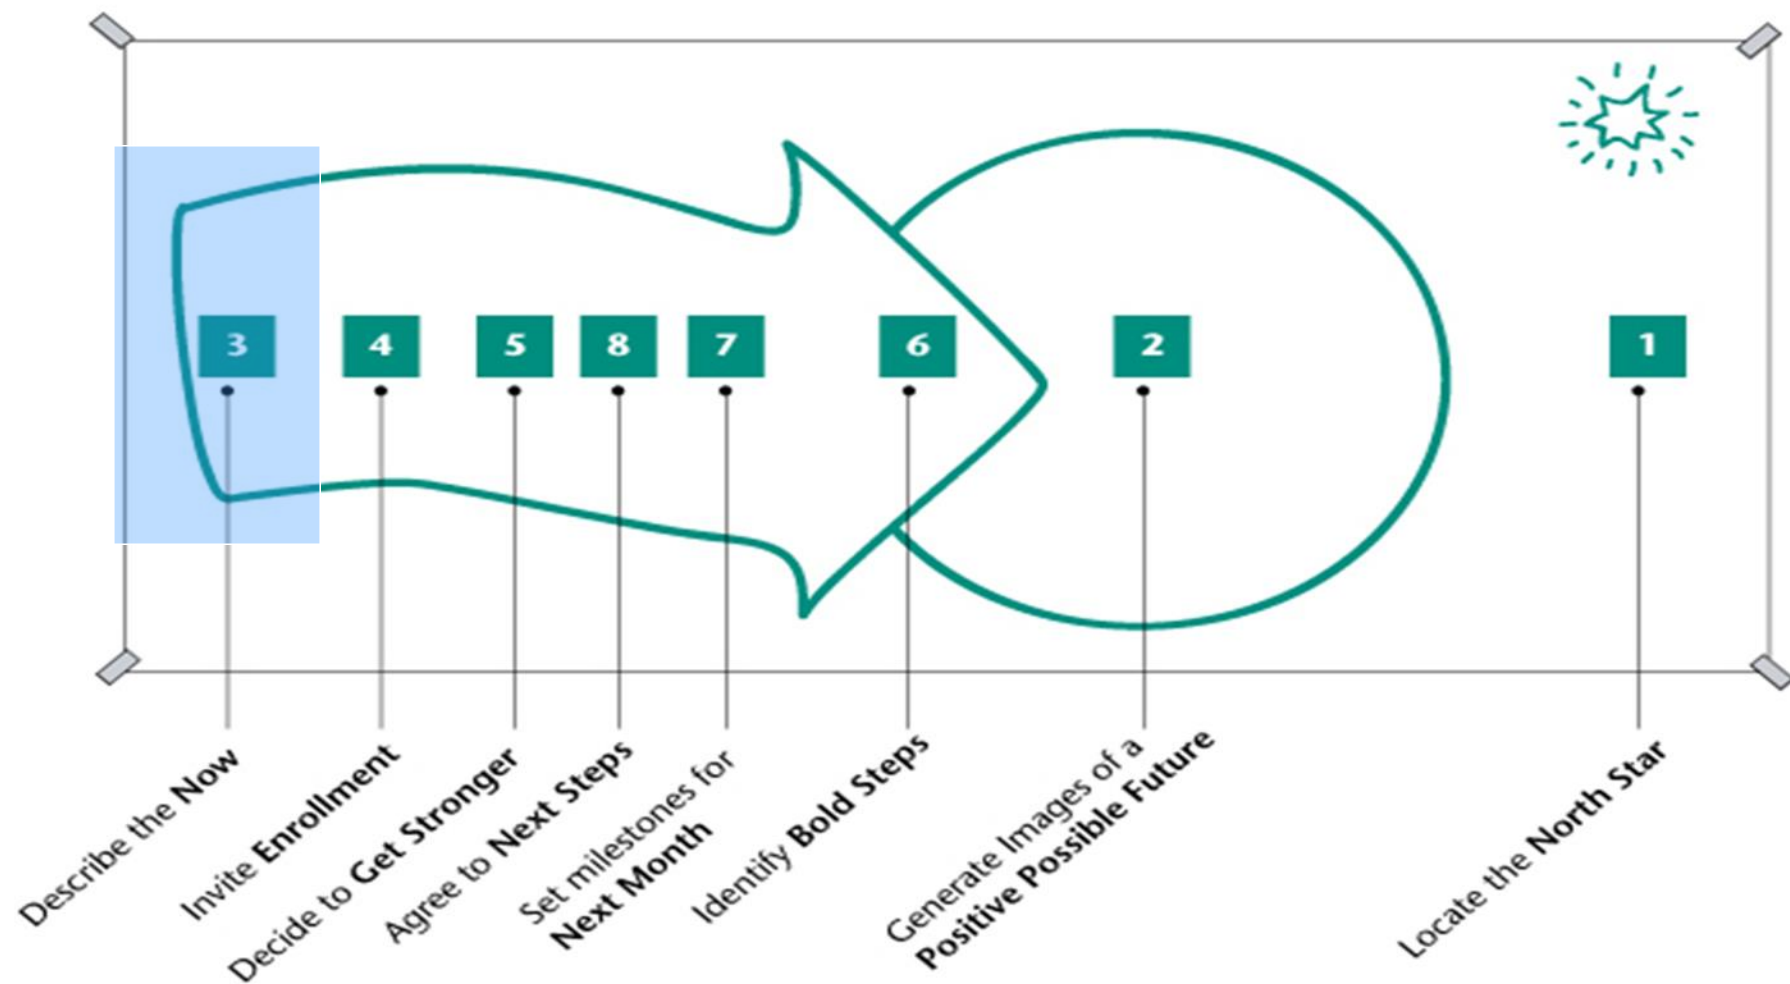 3
4
5
8
7
6
2
1
Describe the Now
Invite Enrollment
Decide to Get Stronger
Agree to Next Steps
Set milestones for
Next Month
Identify Bold Steps
Generate Images of a
Positive Possible Future
Locate the North Star